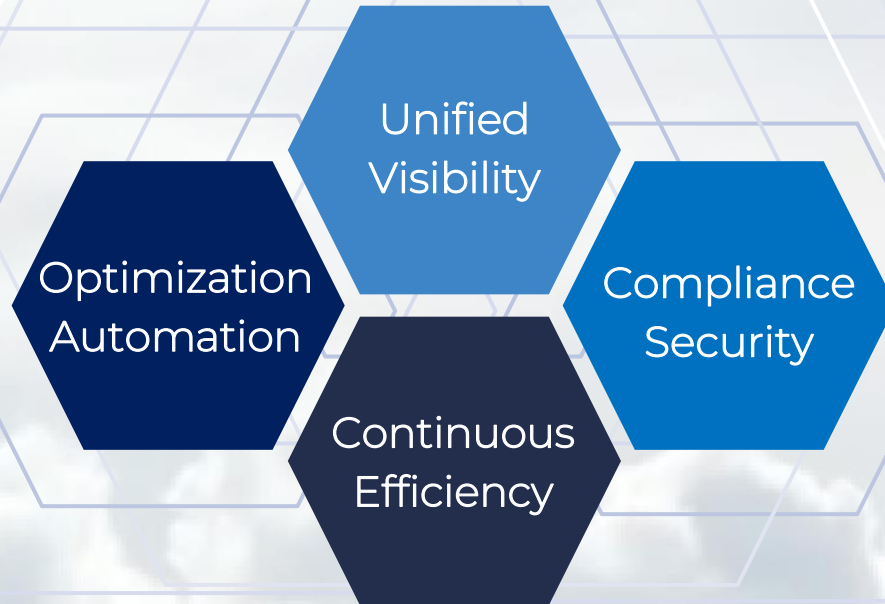 Unified
Visibility
Optimization
Automation
Compliance
Security
Continuous
Efficiency